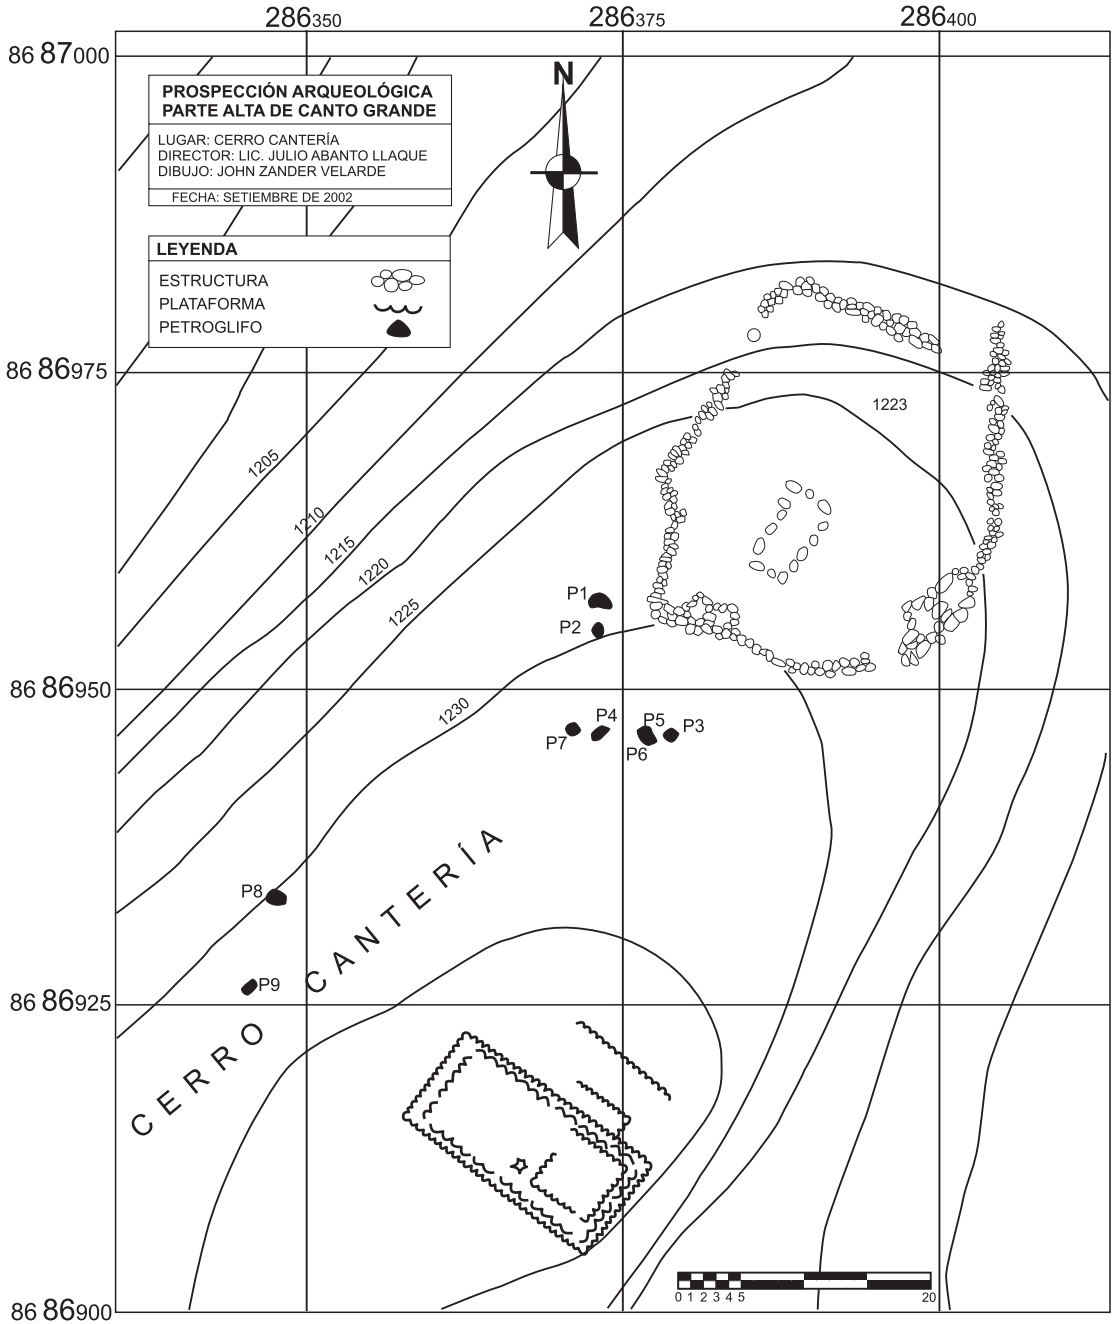 286350 286375 286400
86 87000
N
PROSPECCIÓN ARQUEOLÓGICA
PARTE ALTA DE CANTO GRANDE
LUGAR: CERRO CANTERÍA
DIRECTOR: LIC. JULIO ABANTO LLAQUE
DIBUJO: JOHN ZANDER VELARDE
FECHA: SETIEMBRE DE 2002
LEYENDA
ESTRUCTURA
PLATAFORMA
PETROGLIFO
86 86975
1223
1205
1210
1215
1220
1225
P1
P2
86 86950
1230
P7 P4 P5 P6 P3
P8
P9
86 86925
CERRO CANTERÍA
0 1 2 3 4 5 20
86 86900